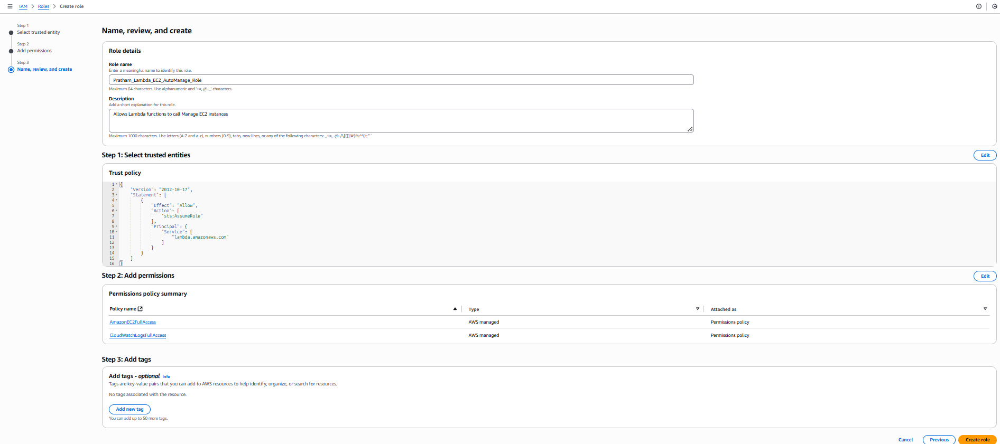 IAM > Roles > Create role
Step 1
Select trusted entity
Step 2
Add permissions
Step 3
Name, review, and create
Name, review, and create
Role details
Role name
Enter a meaningful name to identify this role.
Pratham_Lambda_EC2_AutoManage_Role
Maximum 64 characters. Use alphanumeric and '+=,.@-_' characters.
Description
Add a short explanation for this role.
Allows Lambda functions to call Manage EC2 instances
Maximum 1000 characters. Use letters (A-Z and a-z), numbers (0-9), tabs, new lines, or any of the following characters: _+=,. @-/\[{}]!#$%^*();:"'`
Step 1: Select trusted entities
Edit
Trust policy
1 {
2 "Version": "2012-10-17",
3 "Statement": [
4 {
5 "Effect": "Allow",
6 "Action": [
7 "sts:AssumeRole"
8 ],
9 "Principal": {
10 "Service": [
11 "lambda.amazonaws.com"
12 ]
13 }
14 }
15 ]
16 }
Step 2: Add permissions
Edit
Permissions policy summary
Policy name Type Attached as
AmazonEC2FullAccess AWS managed Permissions policy
CloudWatchLogsFullAccess AWS managed Permissions policy
Step 3: Add tags
Add tags - optional Info
Tags are key-value pairs that you can add to AWS resources to help identify, organize, or search for resources.
No tags associated with the resource.
Add new tag
You can add up to 50 more tags.
Cancel Previous Create role